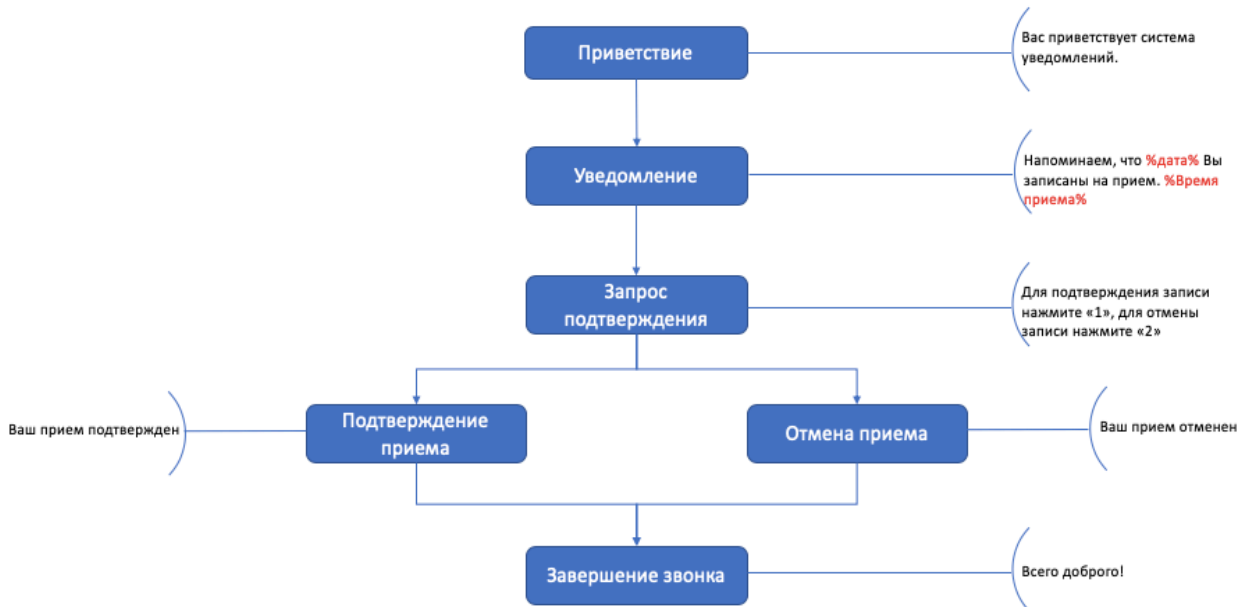 Приветствие
Вас приветствует система
уведомлений.
Уведомление
Напоминаем, что %дата% Вы
записаны на прием. %Время
приема%
Запрос
подтверждения
Для подтверждения записи
нажмите «1», для отмены
записи нажмите «2»
Ваш прием подтвержден
Подтверждение
приема
Отмена приема
Ваш прием отменен
Завершение звонка
Всего доброго!